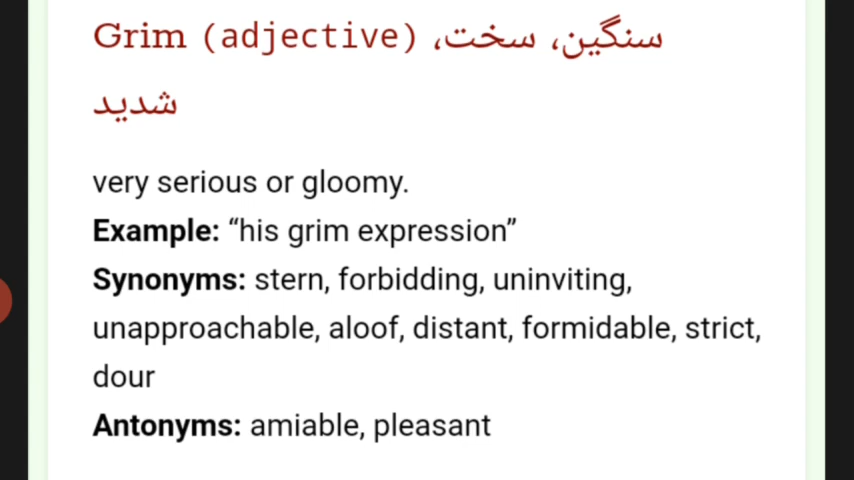 Grim (adjective) سنگین، سخت،
شدید
very serious or gloomy.
Example: “his grim expression”
Synonyms: stern, forbidding, uninviting,
unapproachable, aloof, distant, formidable, strict,
dour
Antonyms: amiable, pleasant